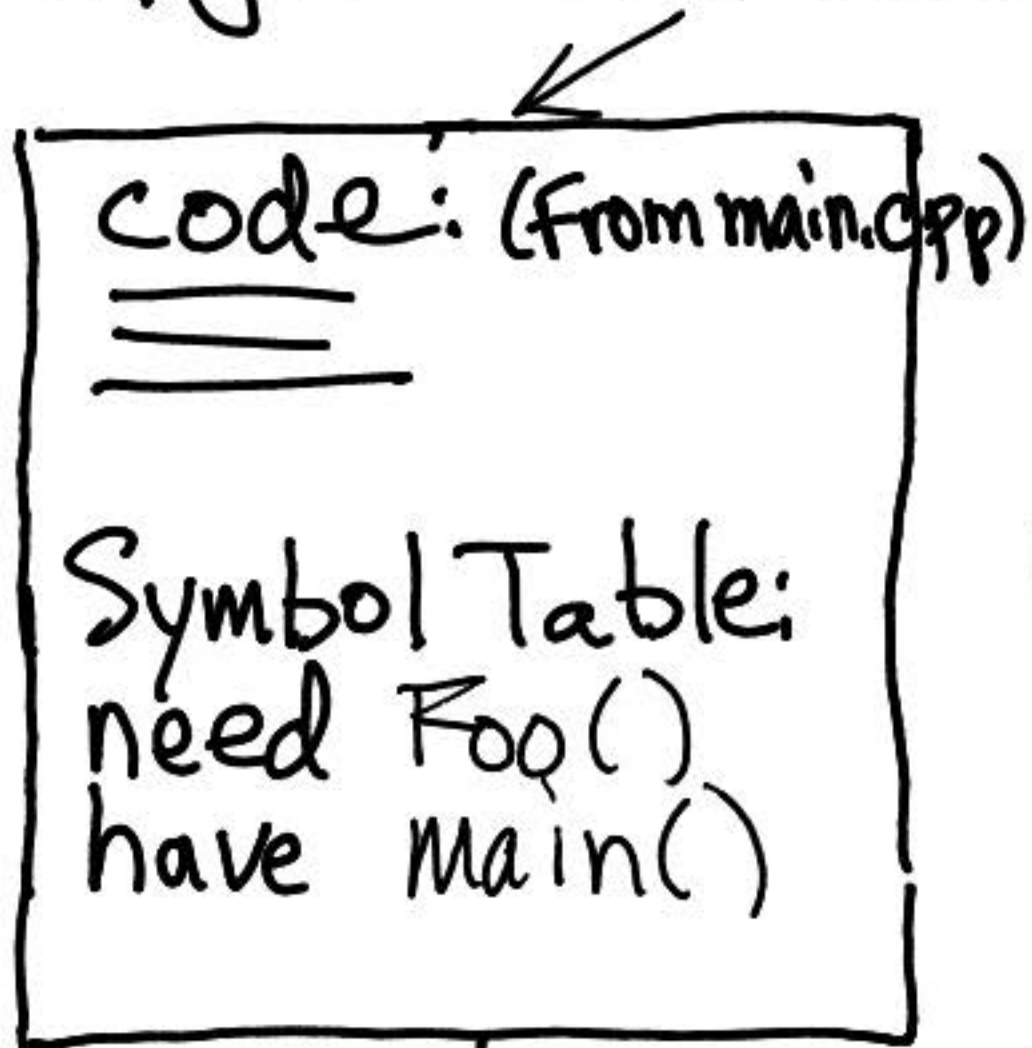 code: (From main.cpp)
Symbol Table:
need Foo()
have main()